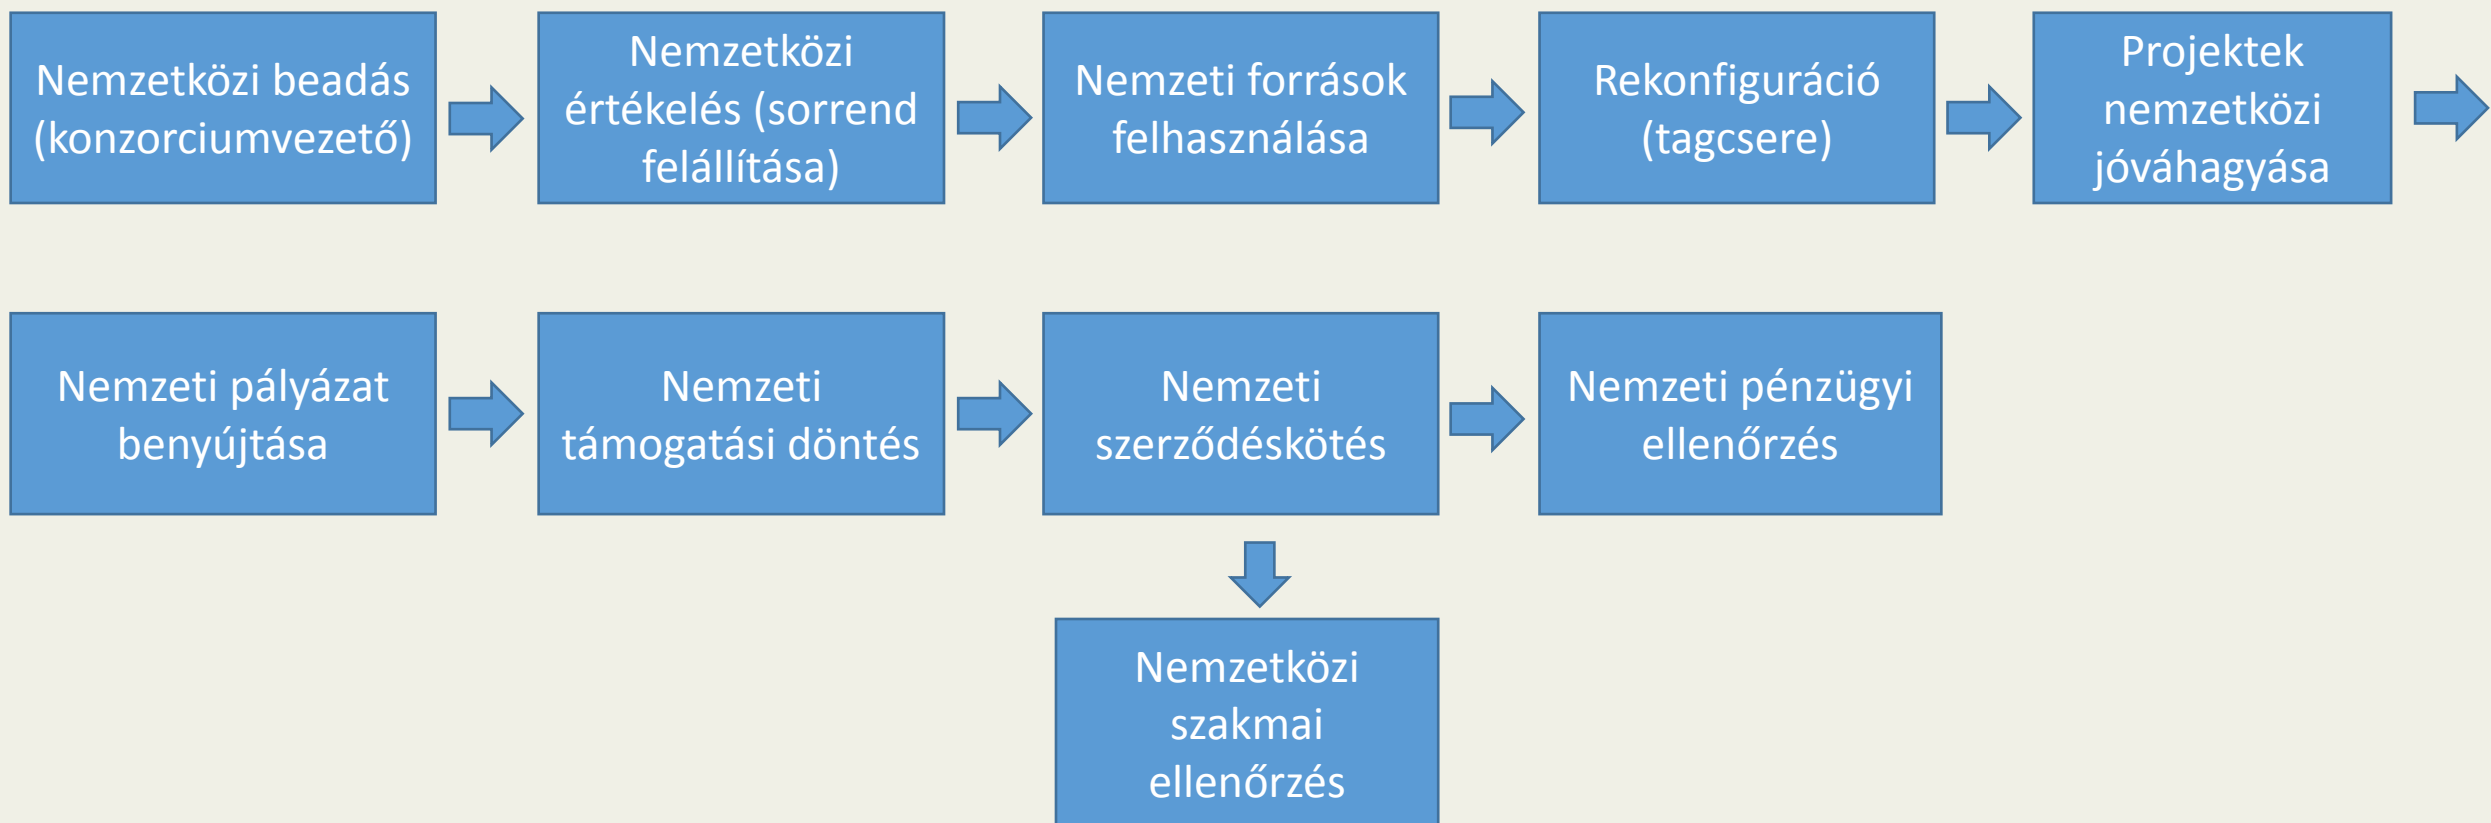 Nemzetközi beadás
(konzorciumvezető)
Nemzetközi
értékelés (sorrend
felállítása)
Nemzeti források
felhasználása
Rekonfiguráció
(tagcsere)
Projektek
nemzetközi
jóváhagyása
Nemzeti pályázat
benyújtása
Nemzeti
támogatási döntés
Nemzeti
szerződéskötés
Nemzeti pénzügyi
ellenőrzés
Nemzetközi
szakmai
ellenőrzés